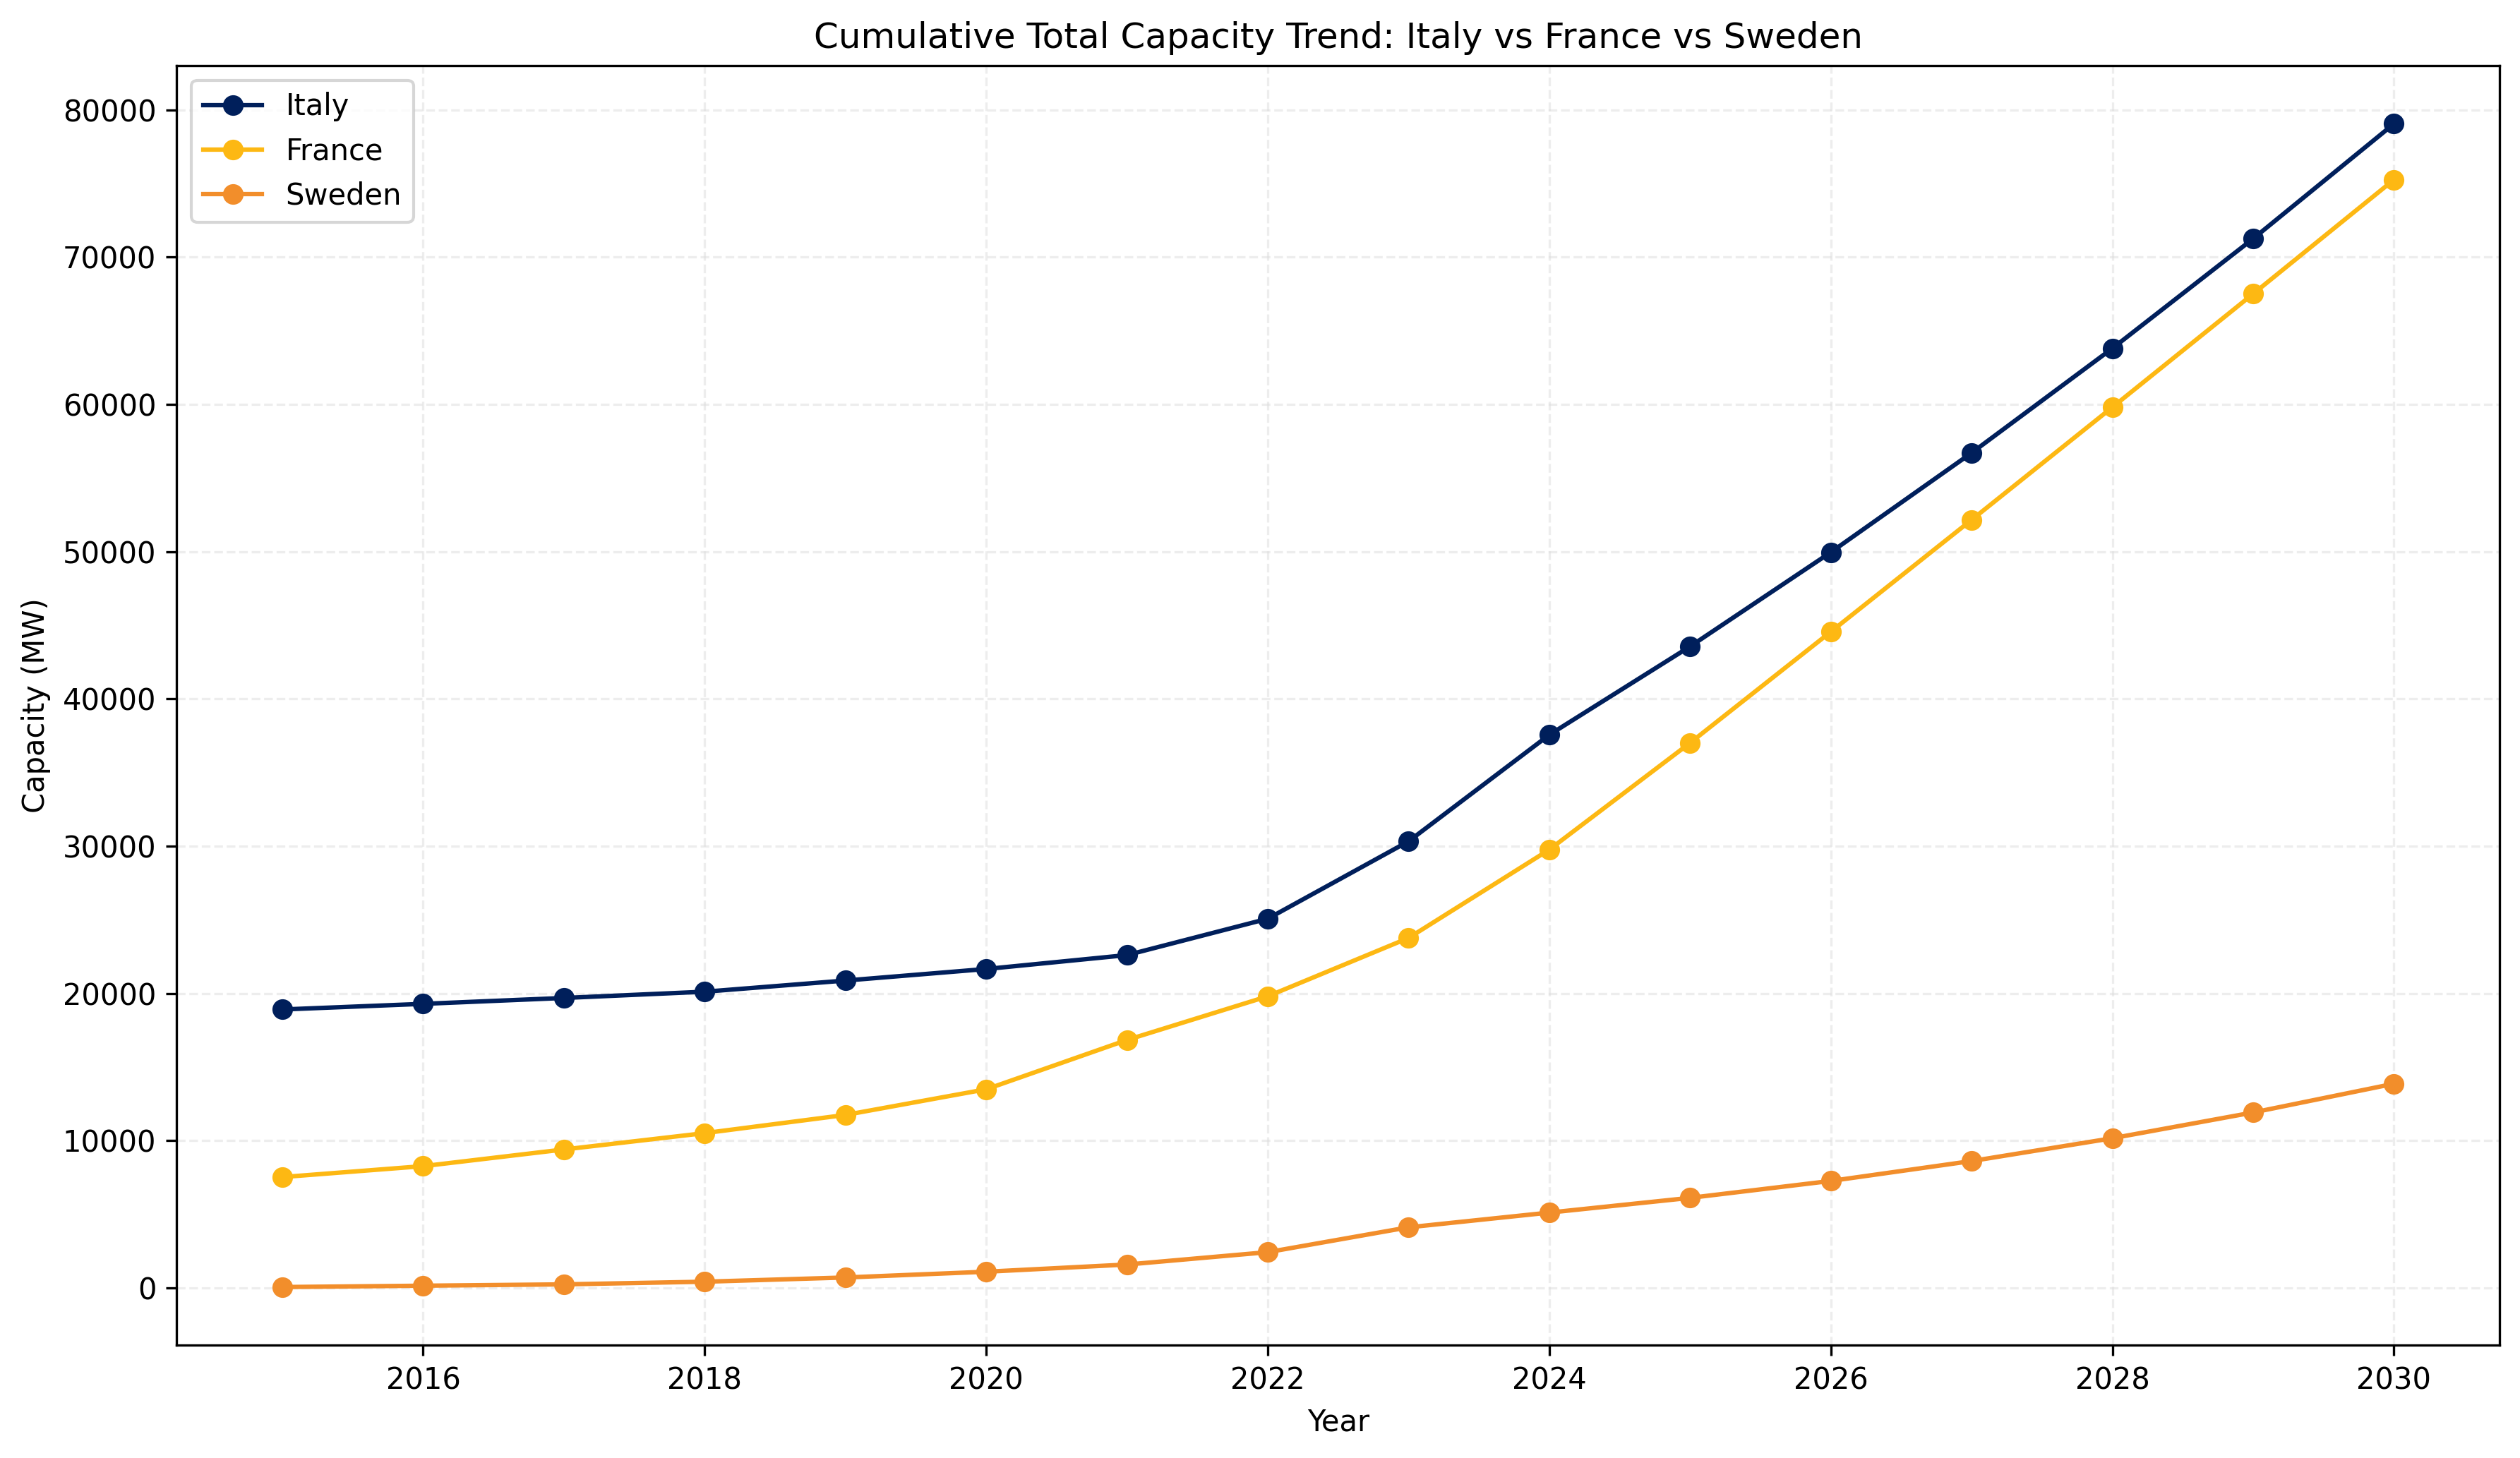 Cumulative Total Capacity Trend: Italy vs France vs Sweden
Italy
France
Sweden
80000
70000
60000
50000
40000
30000
20000
10000
0
Capacity (MW)
2016 2018 2020 2022 2024 2026 2028 2030
Year